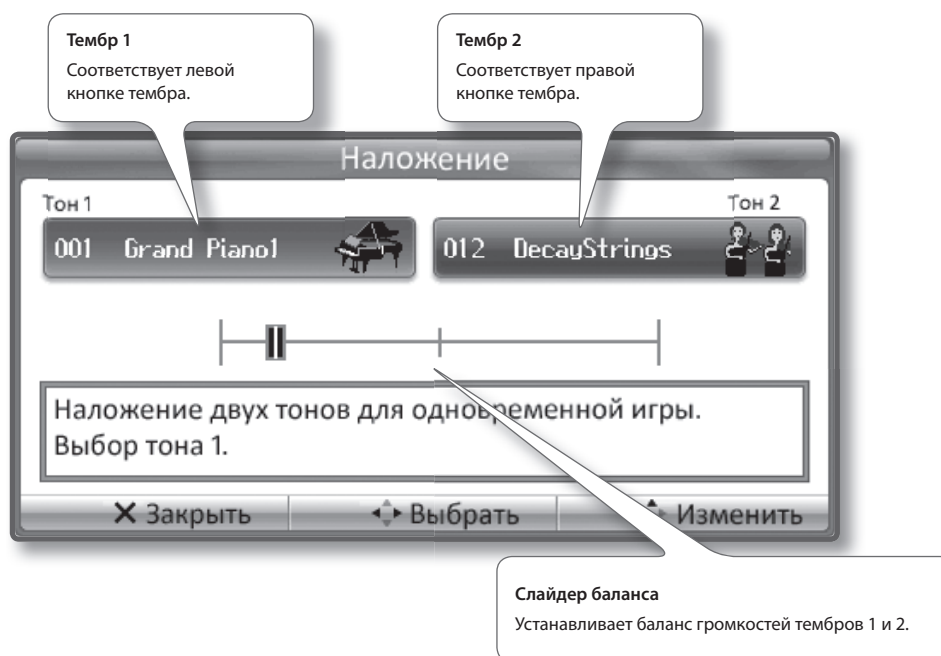 Тембр 1
Соответствует левой
кнопке тембра.
Тембр 2
Соответствует правой
кнопке тембра.
Наложение
Тон 1
Тон 2
001 Grand Piano1
012 DecayStrings
Наложение двух тонов для одновременной игры.
Выбор тона 1.
Закрыть
Выбрать
Изменить
Слайдер баланса
Устанавливает баланс громкостей тембров 1 и 2.